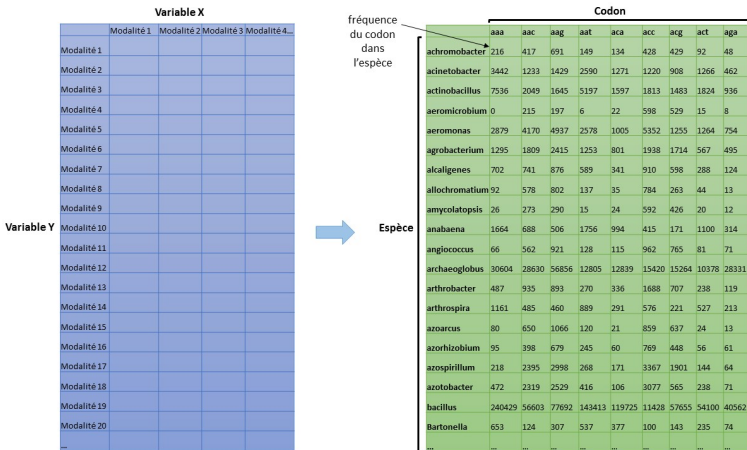 Variable X
Modalité 1 Modalité 2 Modalité 3 Modalité 4...
Modalité 1
Modalité 2
Modalité 3
Modalité 4
Modalité 5
Modalité 6
Modalité 7
Modalité 8
Modalité 9
Variable Y
Modalité 10
Modalité 11
Modalité 12
Modalité 13
Modalité 14
Modalité 15
Modalité 16
Modalité 17
Modalité 18
Modalité 19
Modalité 20
...
fréquence
du codon
dans
l'espèce
Codon
Espèce
aaa aac aag aat aca acc acg act aga
achromobacter 216 417 691 149 134 428 429 92 48
acinetobacter 3442 1233 1429 2590 1271 1220 908 1266 462
actinobacillus 7536 2049 1645 5197 1597 1813 1483 1824 936
aeromicrobium 0 215 197 6 22 598 529 15 8
aeromonas 2879 4170 4937 2578 1005 5352 1255 1264 754
agrobacterium 1295 1809 2415 1253 801 1938 1714 567 495
alcaligenes 702 741 876 589 341 910 598 288 124
allochromatium 92 578 802 137 35 784 263 44 13
amycolatopsis 26 273 290 15 24 592 426 20 12
anabaena 1664 688 506 1756 994 415 171 1100 314
angiococcus 66 562 921 128 115 962 765 81 71
archaeoglobus 30604 28630 56856 12805 12839 15420 15264 10378 28331
arthrobacter 487 935 893 270 336 1688 707 238 119
arthrospira 1161 485 460 889 291 576 221 527 213
azoarcus 80 650 1066 120 21 859 637 24 13
azorhizobium 95 398 679 245 60 769 448 56 61
azospirillum 218 2395 2998 268 171 3367 1901 144 64
azotobacter 472 2319 2529 416 106 3077 565 238 71
bacillus 240429 56603 77692 143413 119725 11428 57655 54100 40562
Bartonella 653 124 307 537 377 100 143 235 74
... ... ... ... ... ... ... ... ... ...